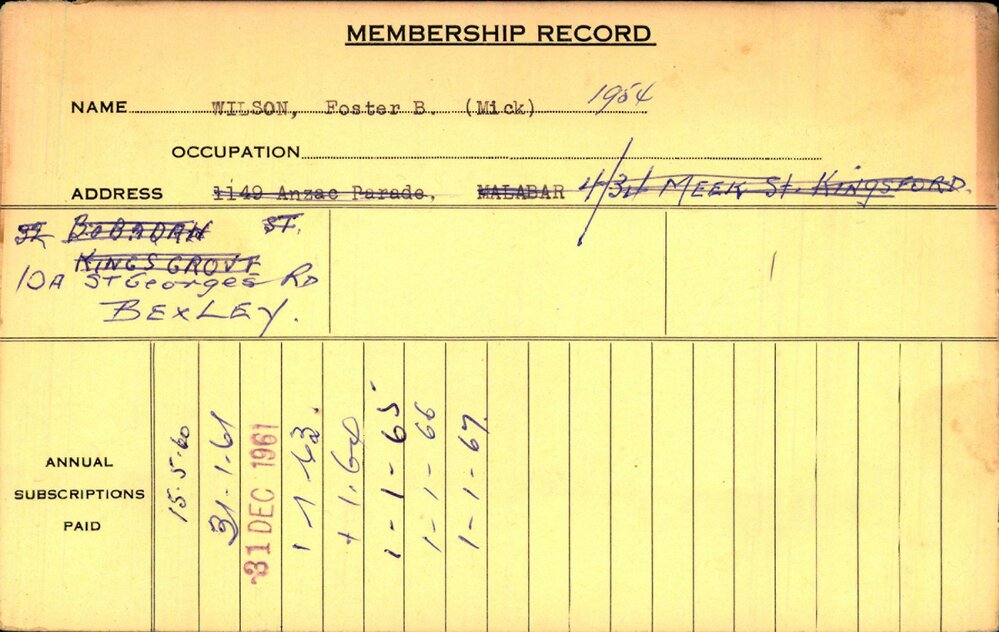 MEMBERSHIP RECORD
NAME WILSON, Foster B. (Mick) 1954
OCCUPATION
ADDRESS 1149 Anzac Parade, MALABAR 4/31 MEEK St. KINGSFORD.
ST.
KINGSGROVE
10A St Georges RD
BEXLEY.
ANNUAL
SUBSCRIPTIONS
PAID
15.5.60
31.1.61
31 DEC 1961
1-1-63.
1.64
1-1-65
1-1-66
1-1-67.